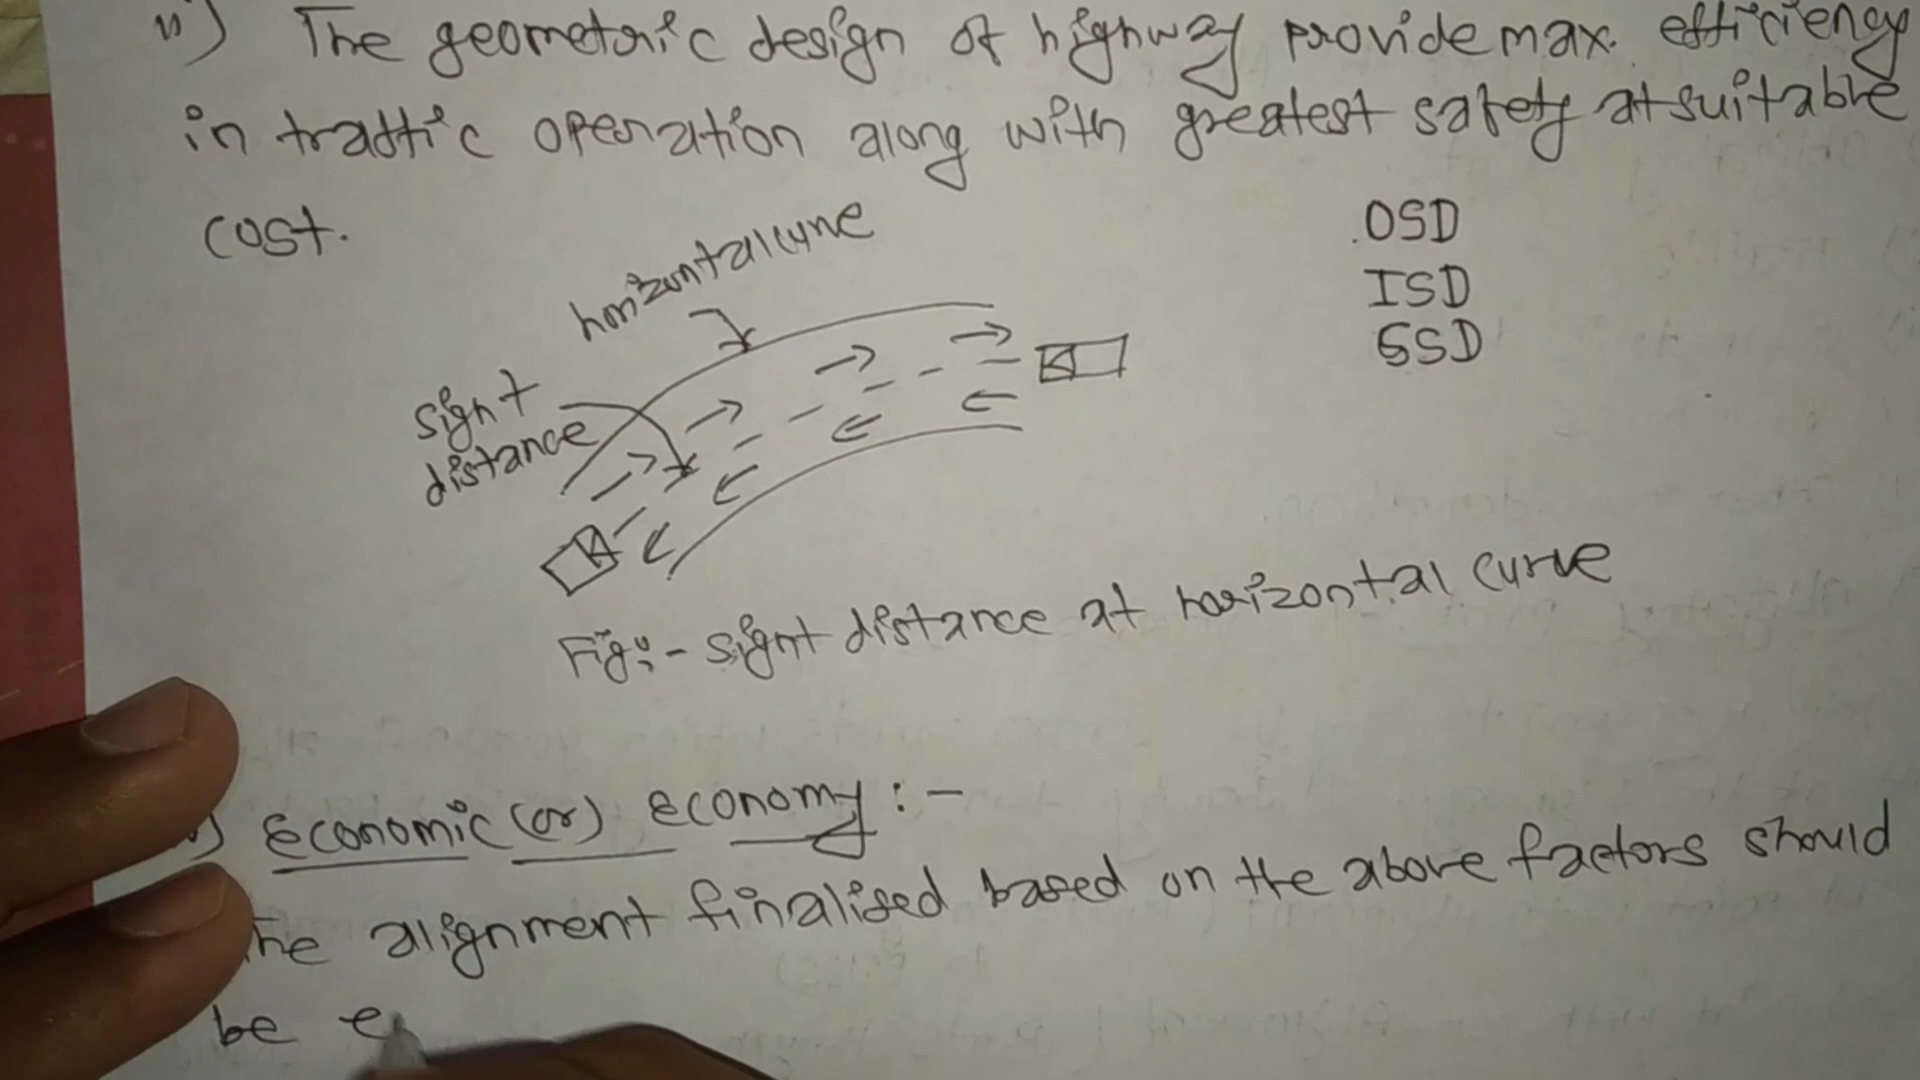 ii) The geometric design of highway provide max. efficiency
in traffic operation along with greatest safety at suitable
cost.
OSD
ISD
SSD
horizontal curve
sight
distance
Fig:- sight distance at horizontal curve
economic (or) economy :-
The alignment finalised based on the above factors should
be e